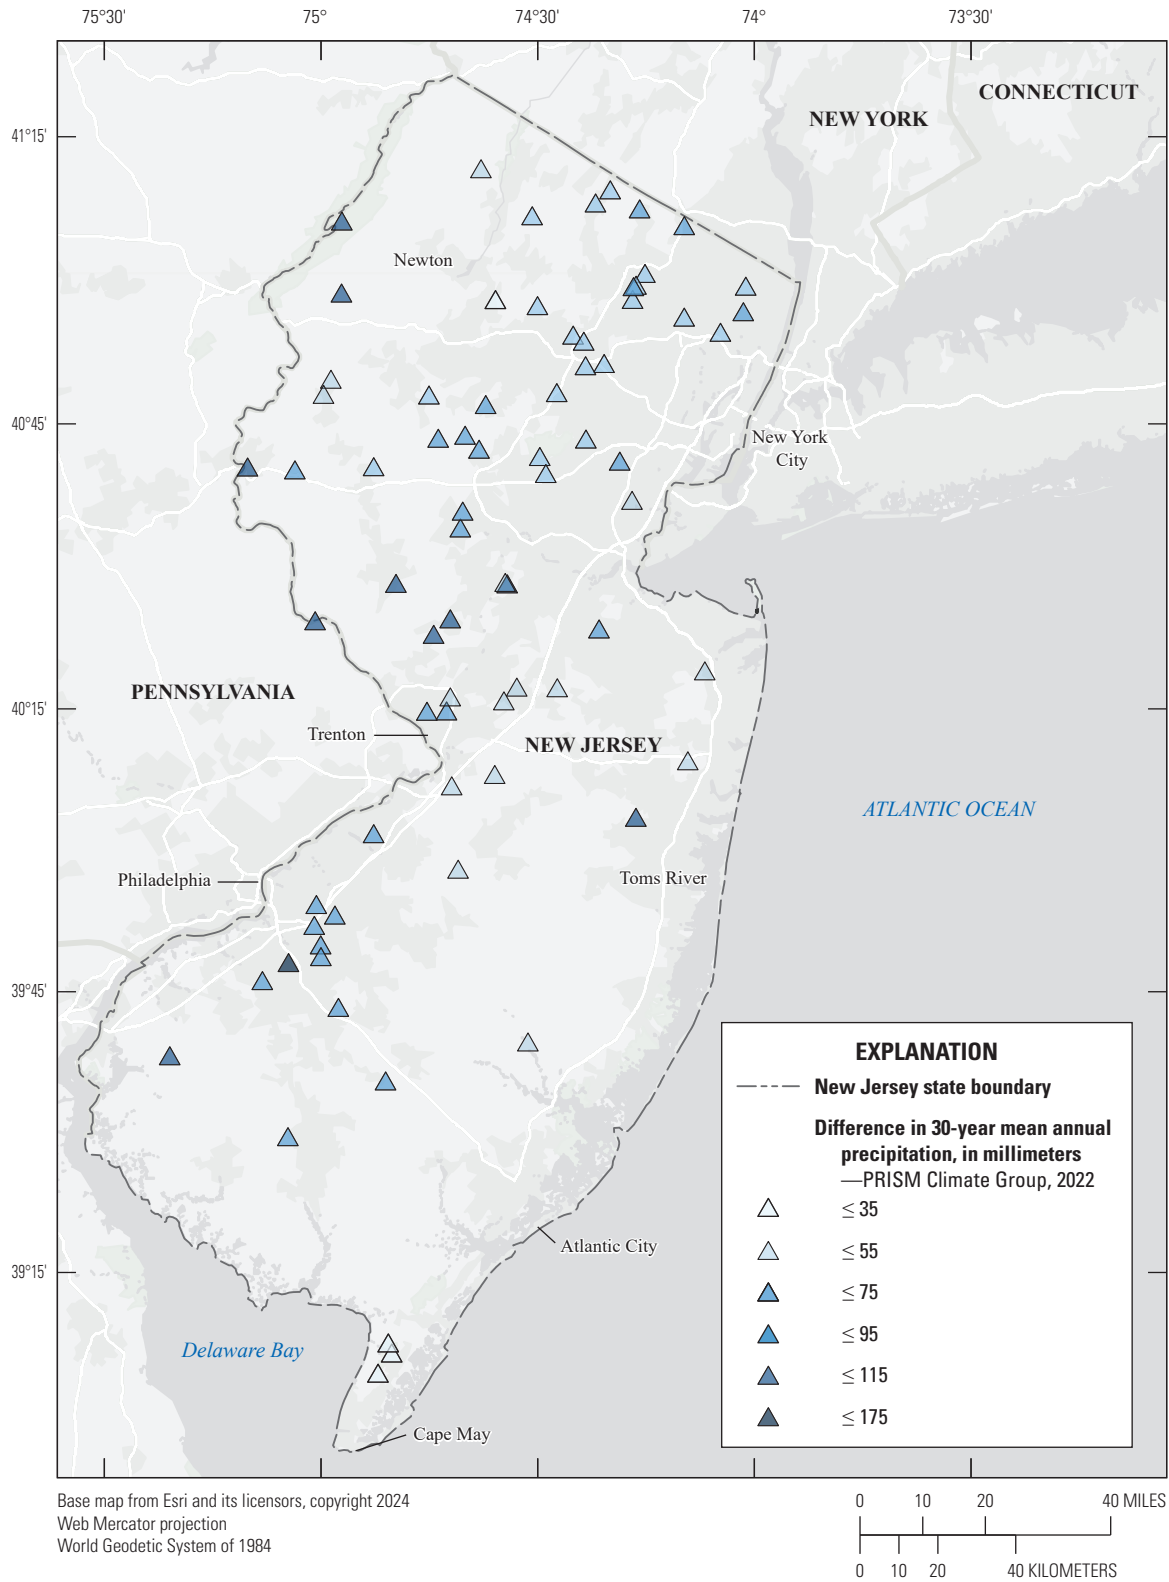 75°30'
75°
74°30'
74°
73°30'
CONNECTICUT
NEW YORK
41°15'
Newton
40°45'
New York
City
PENNSYLVANIA
40°15'
Trenton
NEW JERSEY
ATLANTIC OCEAN
Philadelphia
Toms River
39°45'
EXPLANATION
New Jersey state boundary
Difference in 30-year mean annual
precipitation, in millimeters
—PRISM Climate Group, 2022
≤ 35
≤ 55
≤ 75
≤ 95
≤ 115
≤ 175
Atlantic City
39°15'
Delaware Bay
Cape May
Base map from Esri and its licensors, copyright 2024
Web Mercator projection
World Geodetic System of 1984
0 10 20 40 MILES
0 10 20 40 KILOMETERS